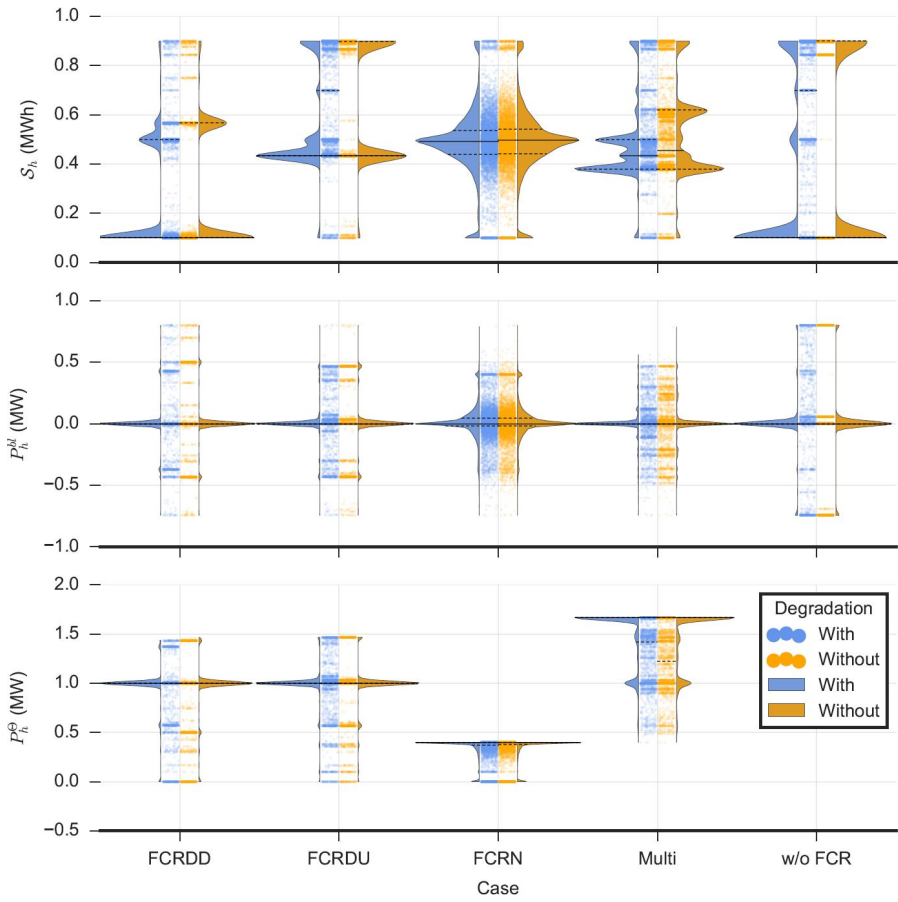 1.0
0.8
0.6
0.4
0.2
0.0
S_h (MWh)
1.0
0.5
0.0
−0.5
−1.0
P_h^{bl} (MW)
2.0
1.5
1.0
0.5
0.0
−0.5
P_h^Θ (MW)
Degradation
With
Without
With
Without
FCRDD FCRDU FCRN Multi w/o FCR
Case